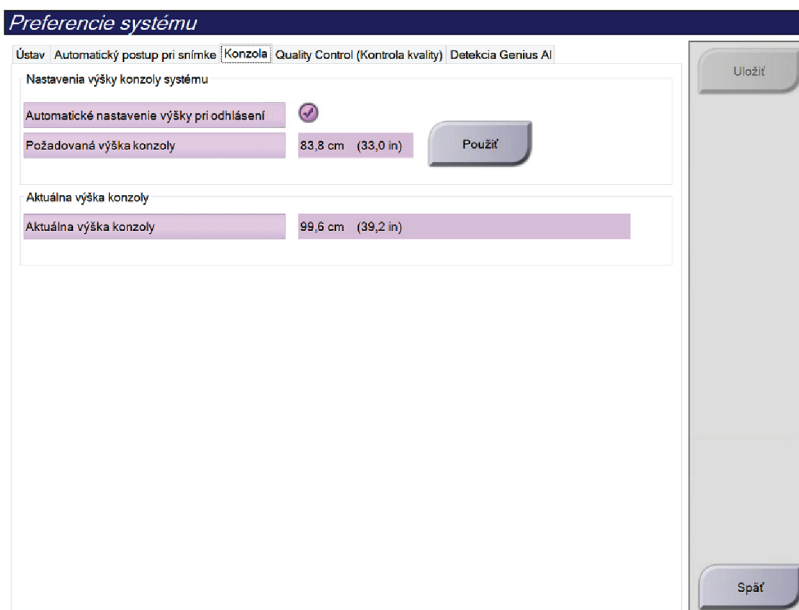 Preferencie systému
Ústav Automatický postup pri snímke Konzola Quality Control (Kontrola kvality) Detekcia Genius AI
Uložiť
Nastavenia výšky konzoly systému
Automatické nastavenie výšky pri odhlásení
Požadovaná výška konzoly 83,8 cm (33,0 in) Použiť
Aktuálna výška konzoly
Aktuálna výška konzoly 99,6 cm (39,2 in)
Späť